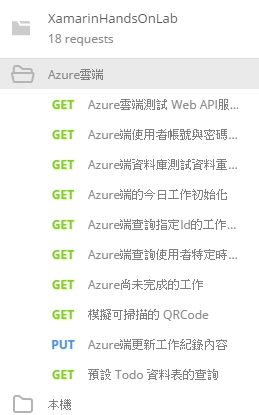 XamarinHandsOnLab
18 requests
Azure雲端
GET Azure雲端測試 Web API服...
GET Azure端使用者帳號與密碼...
GET Azure端資料庫測試資料重...
GET Azure端的今日工作初始化
GET Azure端查詢指定Id的工作...
GET Azure端查詢使用者特定時...
GET Azure尚未完成的工作
GET 模擬可掃描的 QRCode
PUT Azure端更新工作紀錄內容
GET 預設 Todo 資料表的查詢
本機